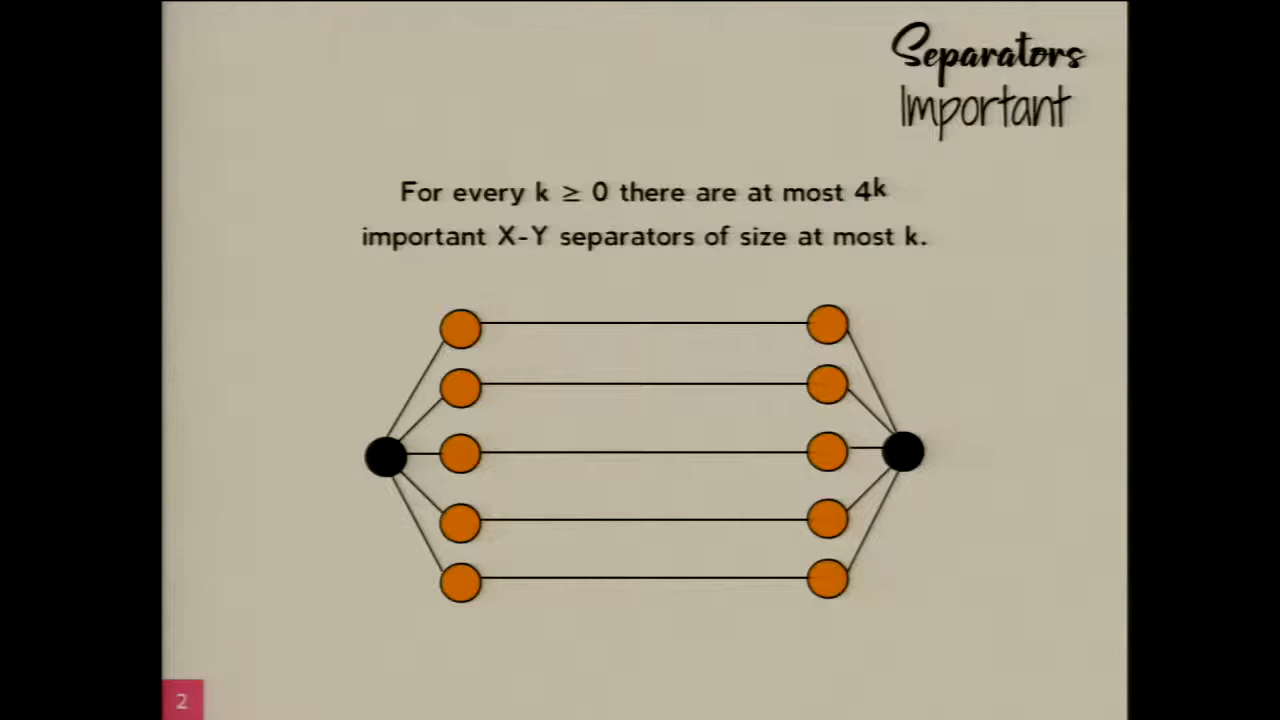 Separators
Important
For every k ≥ 0 there are at most 4ᵏ
important X-Y separators of size at most k.
2